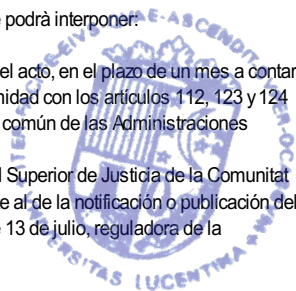 e podrà interponer:
el acto, en el plazo de un mes a contar
nidad con los artículos 112, 123 y 124
común de las Administraciones
l Superior de Justicia de la Comunitat
e al de la notificación o publicación del
e 13 de julio, reguladora de la